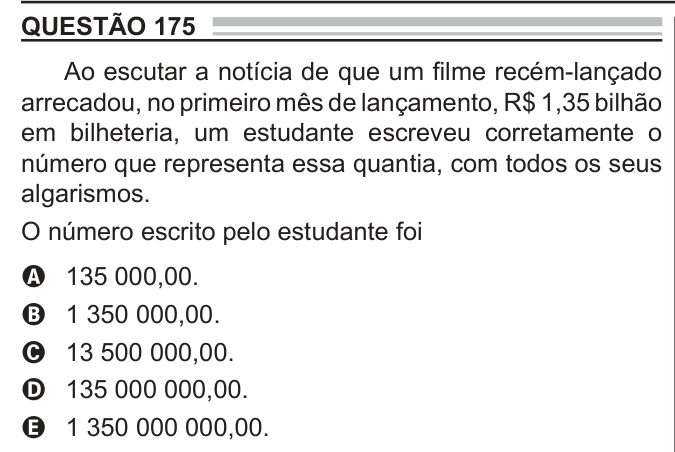 QUESTÃO 175
Ao escutar a notícia de que um filme recém-lançado
arrecadou, no primeiro mês de lançamento, R$ 1,35 bilhão
em bilheteria, um estudante escreveu corretamente o
número que representa essa quantia, com todos os seus
algarismos.
O número escrito pelo estudante foi
A 135 000,00.
B 1 350 000,00.
C 13 500 000,00.
D 135 000 000,00.
E 1 350 000 000,00.